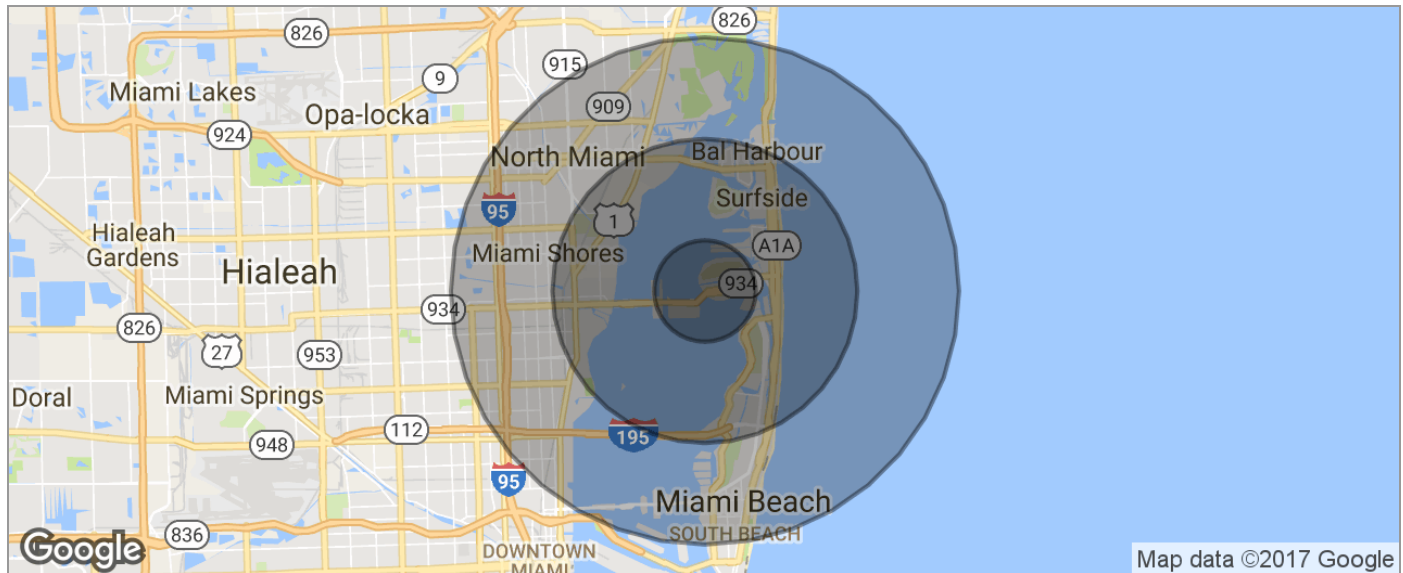 826
826
915
9
Miami Lakes
909
Opa-locka
924
North Miami
Bal Harbour
Surfside
95
1
Hialeah
Gardens
A1A
Miami Shores
Hialeah
934
934
826
27
953
Doral
Miami Springs
112
195
948
95
Miami Beach
836
SOUTH BEACH
Google
DOWNTOWN
MIAMI
Map data ©2017 Google